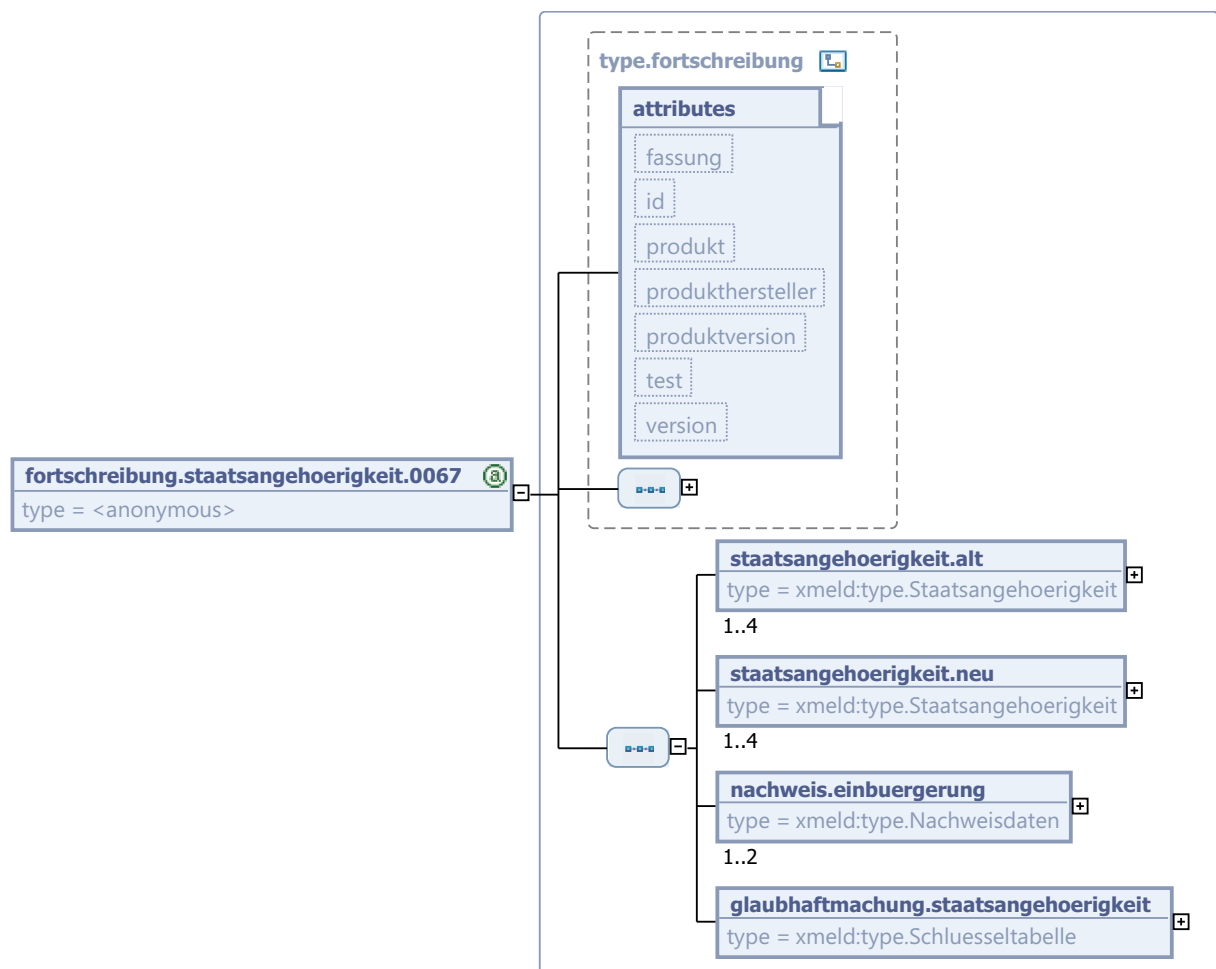 type.fortschreibung
attributes
fassung
id
produkt
produkthersteller
produktversion
test
version
fortschreibung.staatsangehoerigkeit.0067 @
type = <anonymous>
staatsangehoerigkeit.alt
type = xmeld:type.Staatsangehoerigkeit
1..4
staatsangehoerigkeit.neu
type = xmeld:type.Staatsangehoerigkeit
1..4
nachweis.einbuergerung
type = xmeld:type.Nachweisdaten
1..2
glaubhaftmachung.staatsangehoerigkeit
type = xmeld:type.Schluesseltabelle